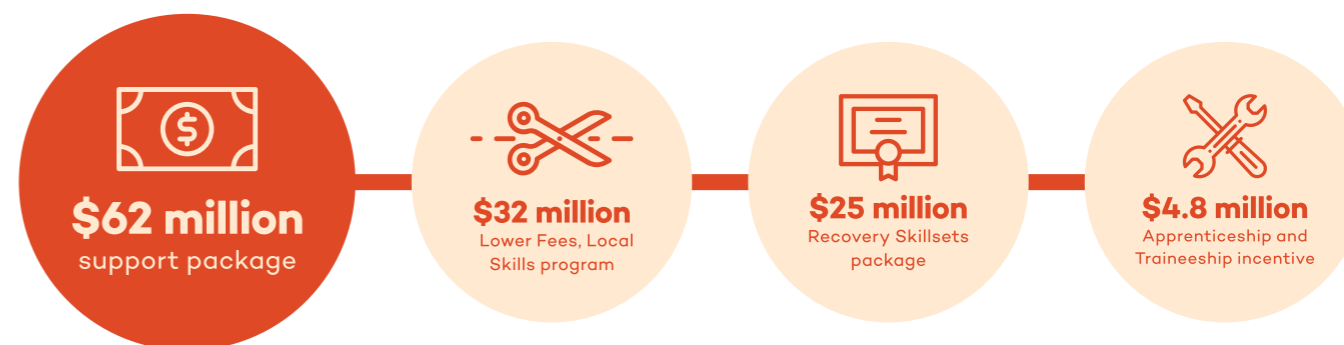 $
$62 million
support package
$32 million
Lower Fees, Local
Skills program
$25 million
Recovery Skillsets
package
$4.8 million
Apprenticeship and
Traineeship incentive